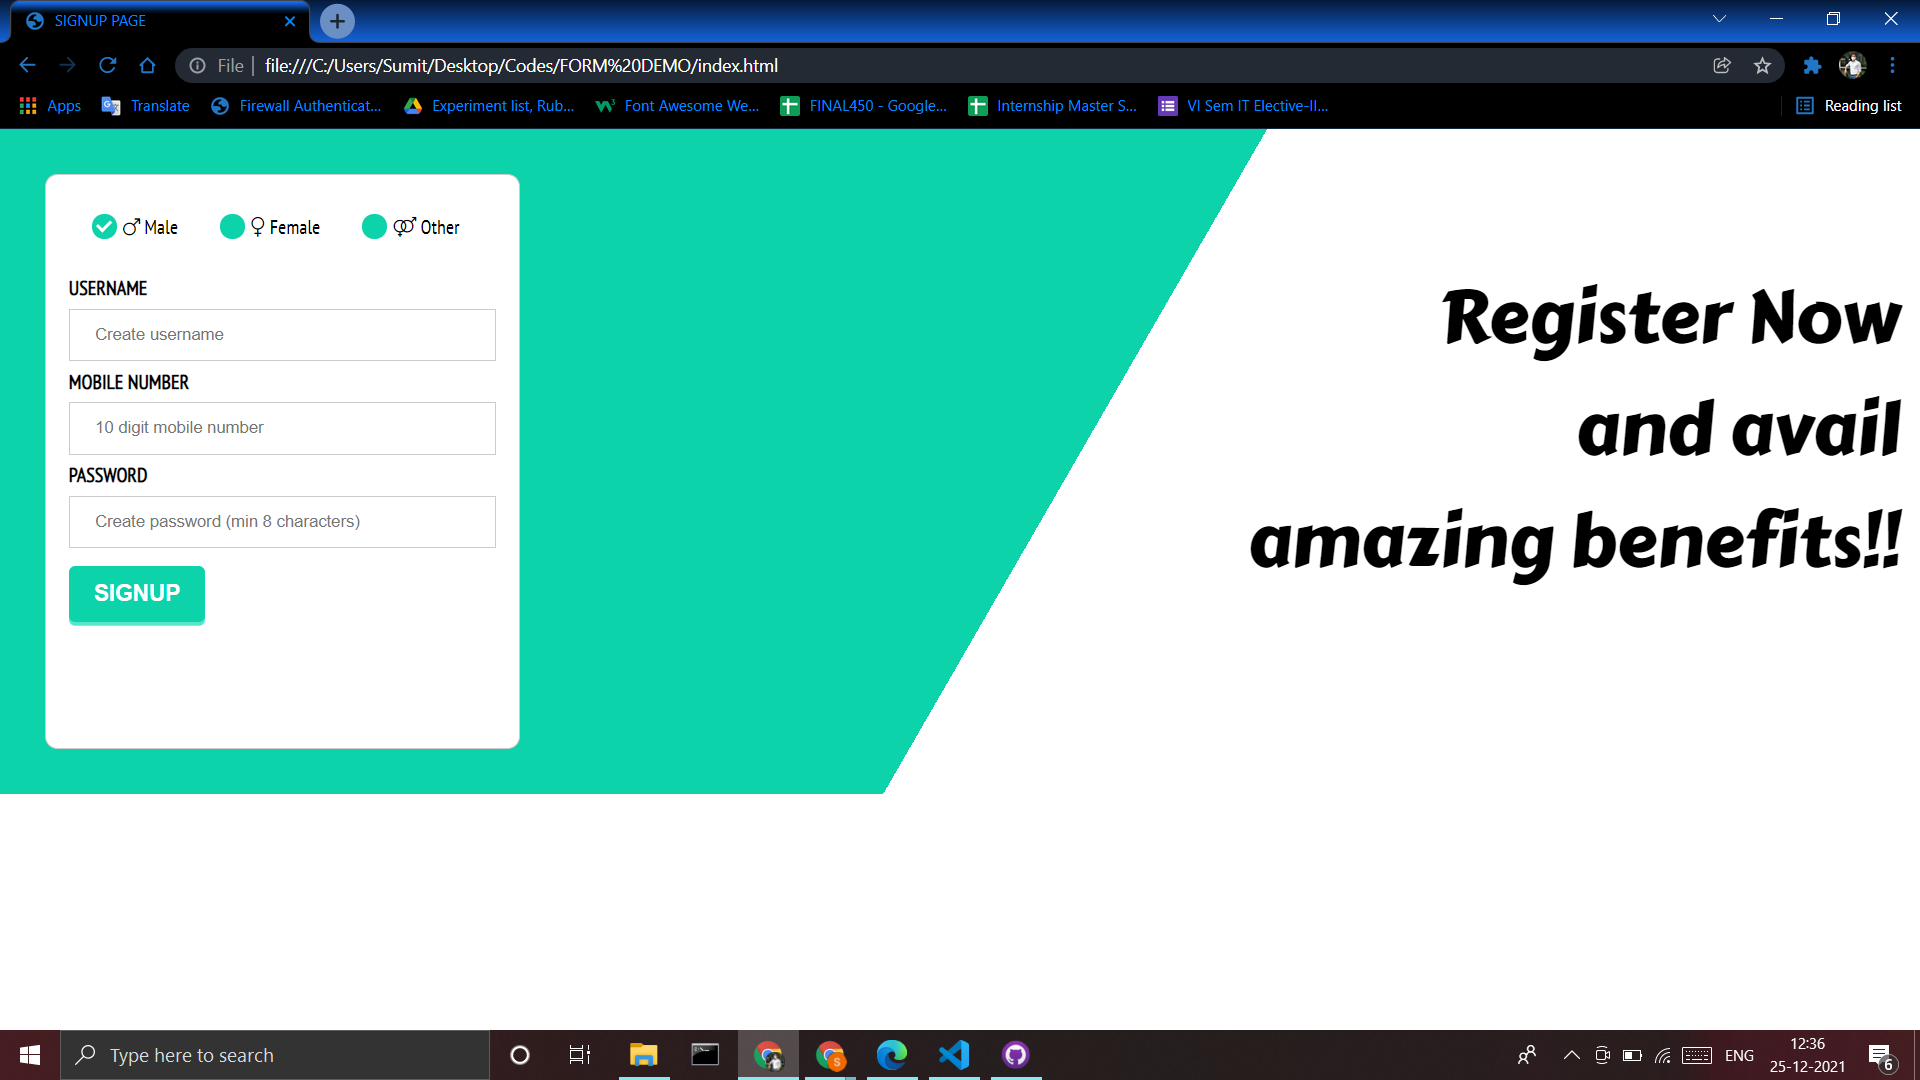 SIGNUP PAGE
File | file:///C:/Users/Sumit/Desktop/Codes/FORM%20DEMO/index.html
Apps Translate Firewall Authenticat... Experiment list, Rub... Font Awesome We... FINAL450 - Google... Internship Master S... VI Sem IT Elective-II... Reading list
Male Female Other
USERNAME
Create username
MOBILE NUMBER
10 digit mobile number
PASSWORD
Create password (min 8 characters)
SIGNUP
Register Now
and avail
amazing benefits!!
Type here to search
S
ENG
12:36
25-12-2021
6